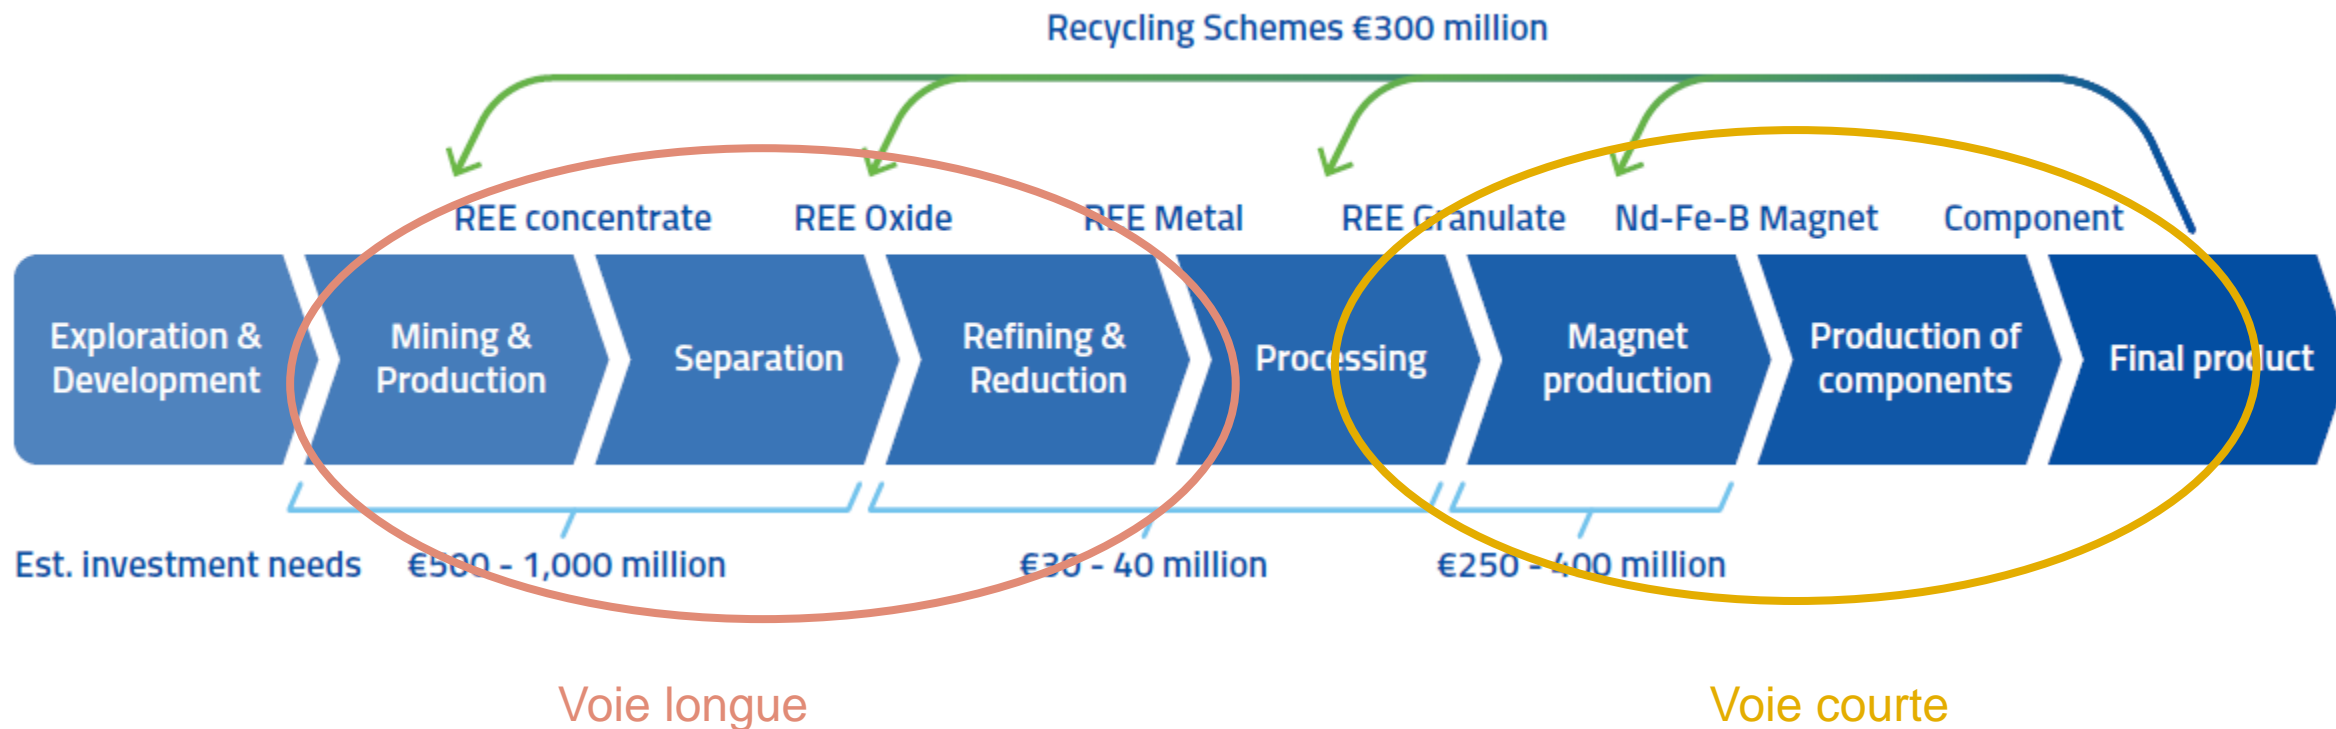 Recycling Schemes €300 million
REE concentrate
REE Oxide
REE Metal
REE Granulate
Nd-Fe-B Magnet
Component
Exploration &
Development
Mining &
Production
Separation
Refining &
Reduction
Processing
Magnet
production
Production of
components
Final product
Est. investment needs
€500 - 1,000 million
€30 - 40 million
€250 - 400 million
Voie longue
Voie courte